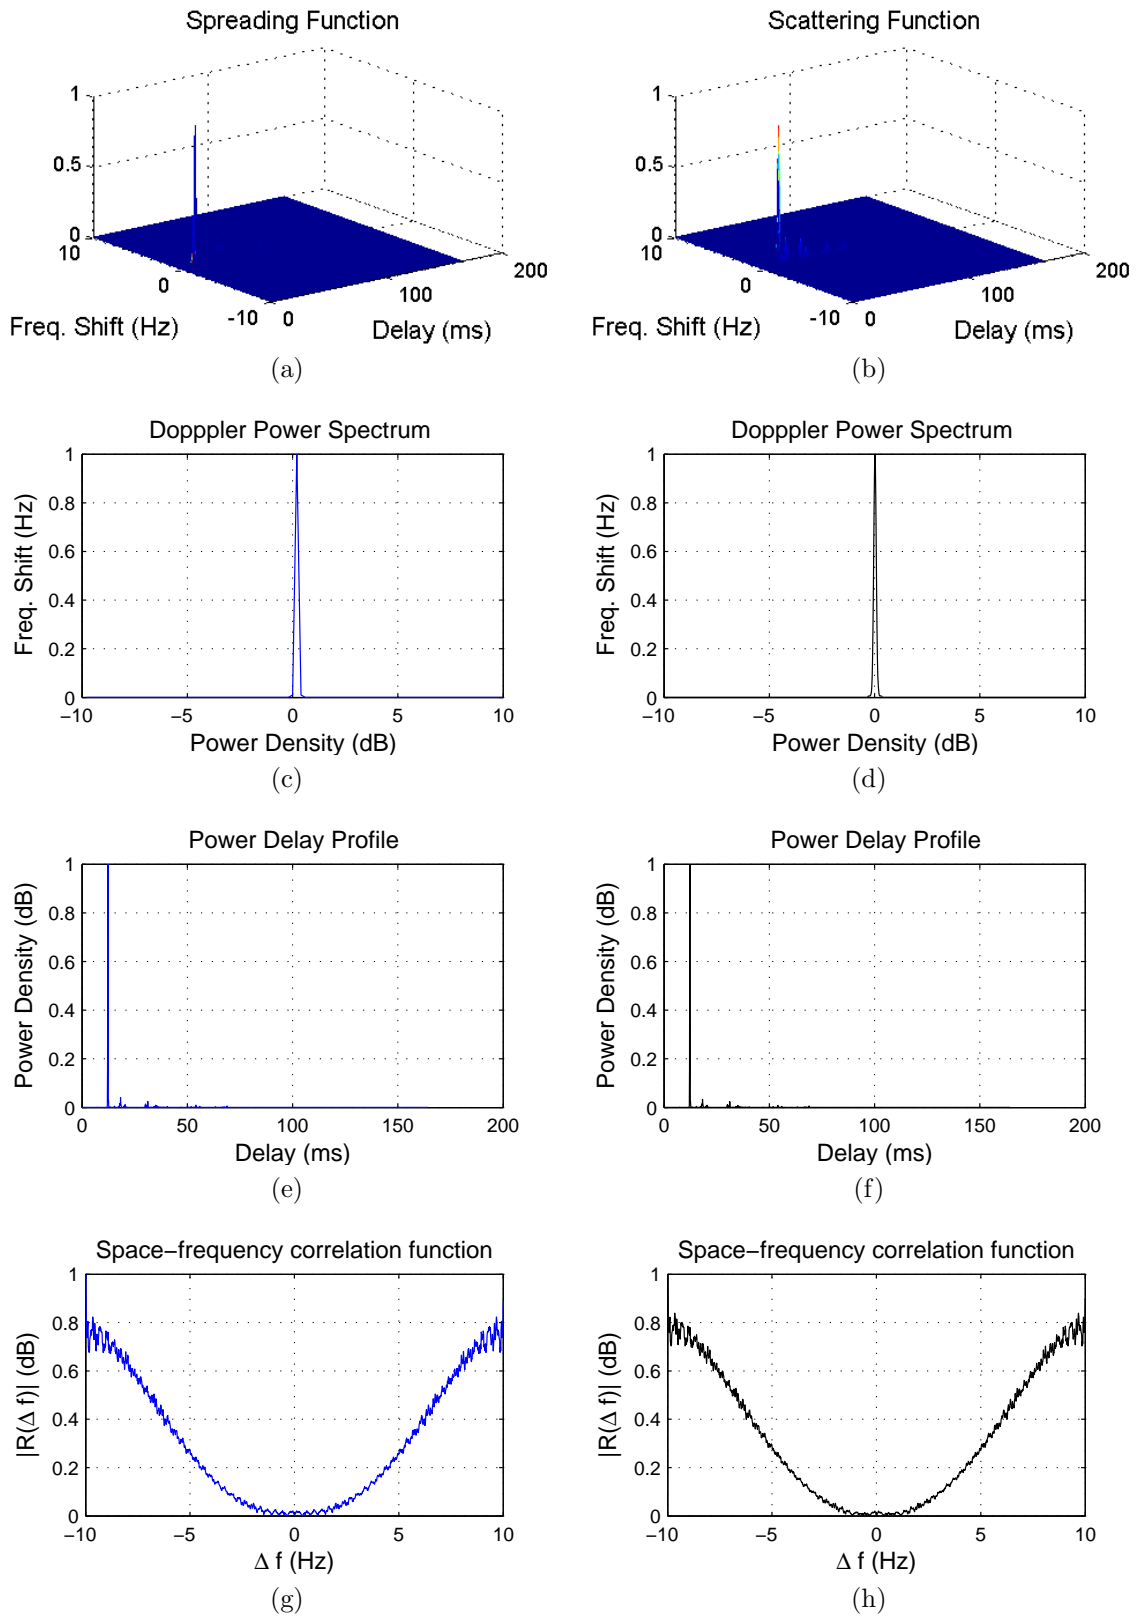 Spreading Function
1
0.5
0
10
0
-10
0
100
200
Freq. Shift (Hz)
Delay (ms)
(a)
Scattering Function
1
0.5
0
10
0
-10
0
100
200
Freq. Shift (Hz)
Delay (ms)
(b)
Dopppler Power Spectrum
1
0.8
0.6
0.4
0.2
0
−10 −5 0 5 10
Freq. Shift (Hz)
Power Density (dB)
(c)
Dopppler Power Spectrum
1
0.8
0.6
0.4
0.2
0
−10 −5 0 5 10
Freq. Shift (Hz)
Power Density (dB)
(d)
Power Delay Profile
1
0.8
0.6
0.4
0.2
0
0 50 100 150 200
Power Density (dB)
Delay (ms)
(e)
Power Delay Profile
1
0.8
0.6
0.4
0.2
0
0 50 100 150 200
Power Density (dB)
Delay (ms)
(f)
Space−frequency correlation function
1
0.8
0.6
0.4
0.2
0
−10 −5 0 5 10
|R(Δ f)| (dB)
Δ f (Hz)
(g)
Space−frequency correlation function
1
0.8
0.6
0.4
0.2
0
−10 −5 0 5 10
|R(Δ f)| (dB)
Δ f (Hz)
(h)